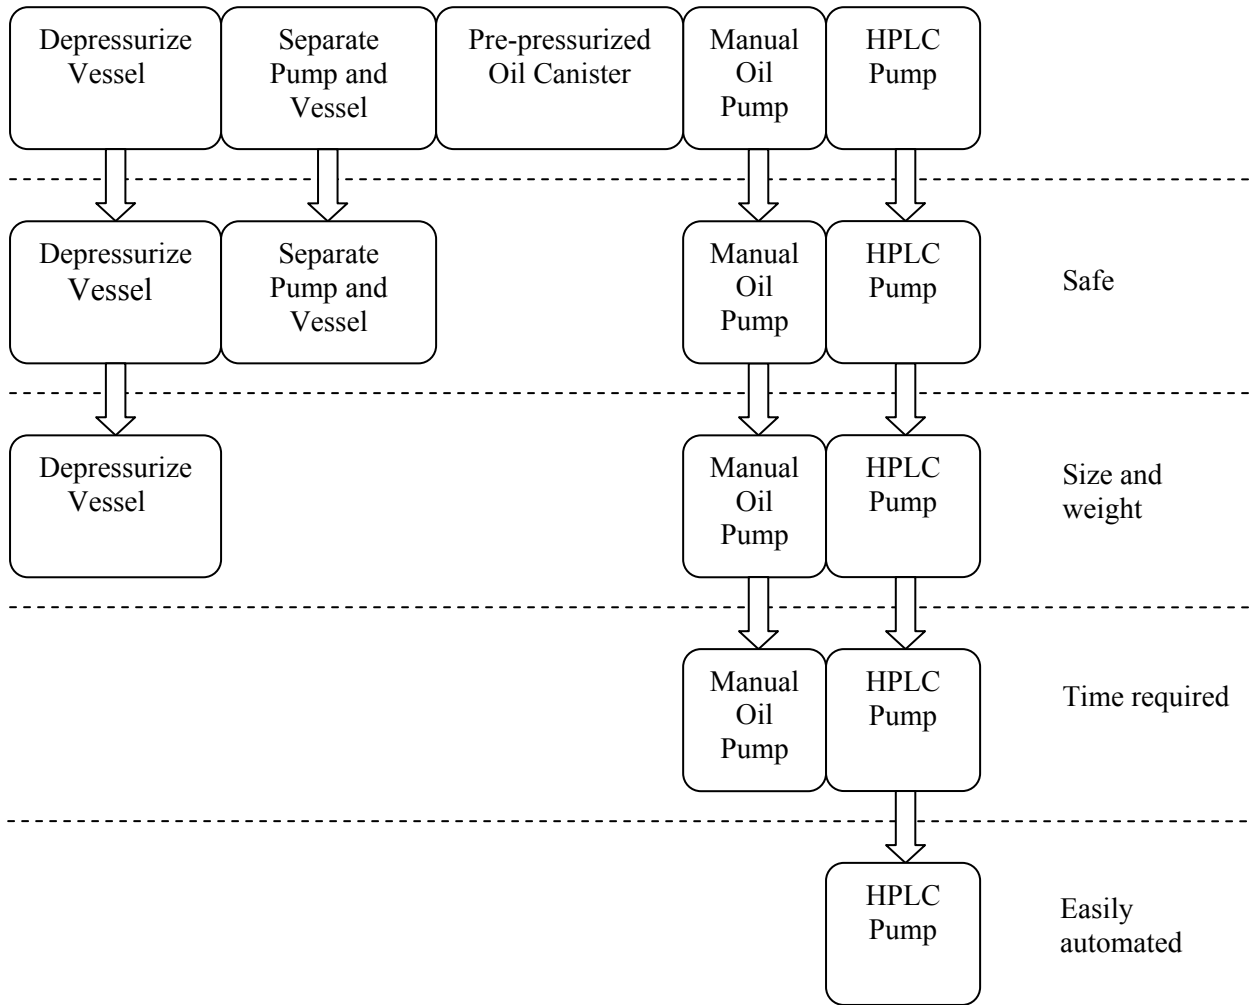 Depressurize
Vessel
Separate
Pump and
Vessel
Pre-pressurized
Oil Canister
Manual
Oil
Pump
HPLC
Pump
Depressurize
Vessel
Separate
Pump and
Vessel
Manual
Oil
Pump
HPLC
Pump
Safe
Depressurize
Vessel
Manual
Oil
Pump
HPLC
Pump
Size and
weight
Manual
Oil
Pump
HPLC
Pump
Time required
HPLC
Pump
Easily
automated